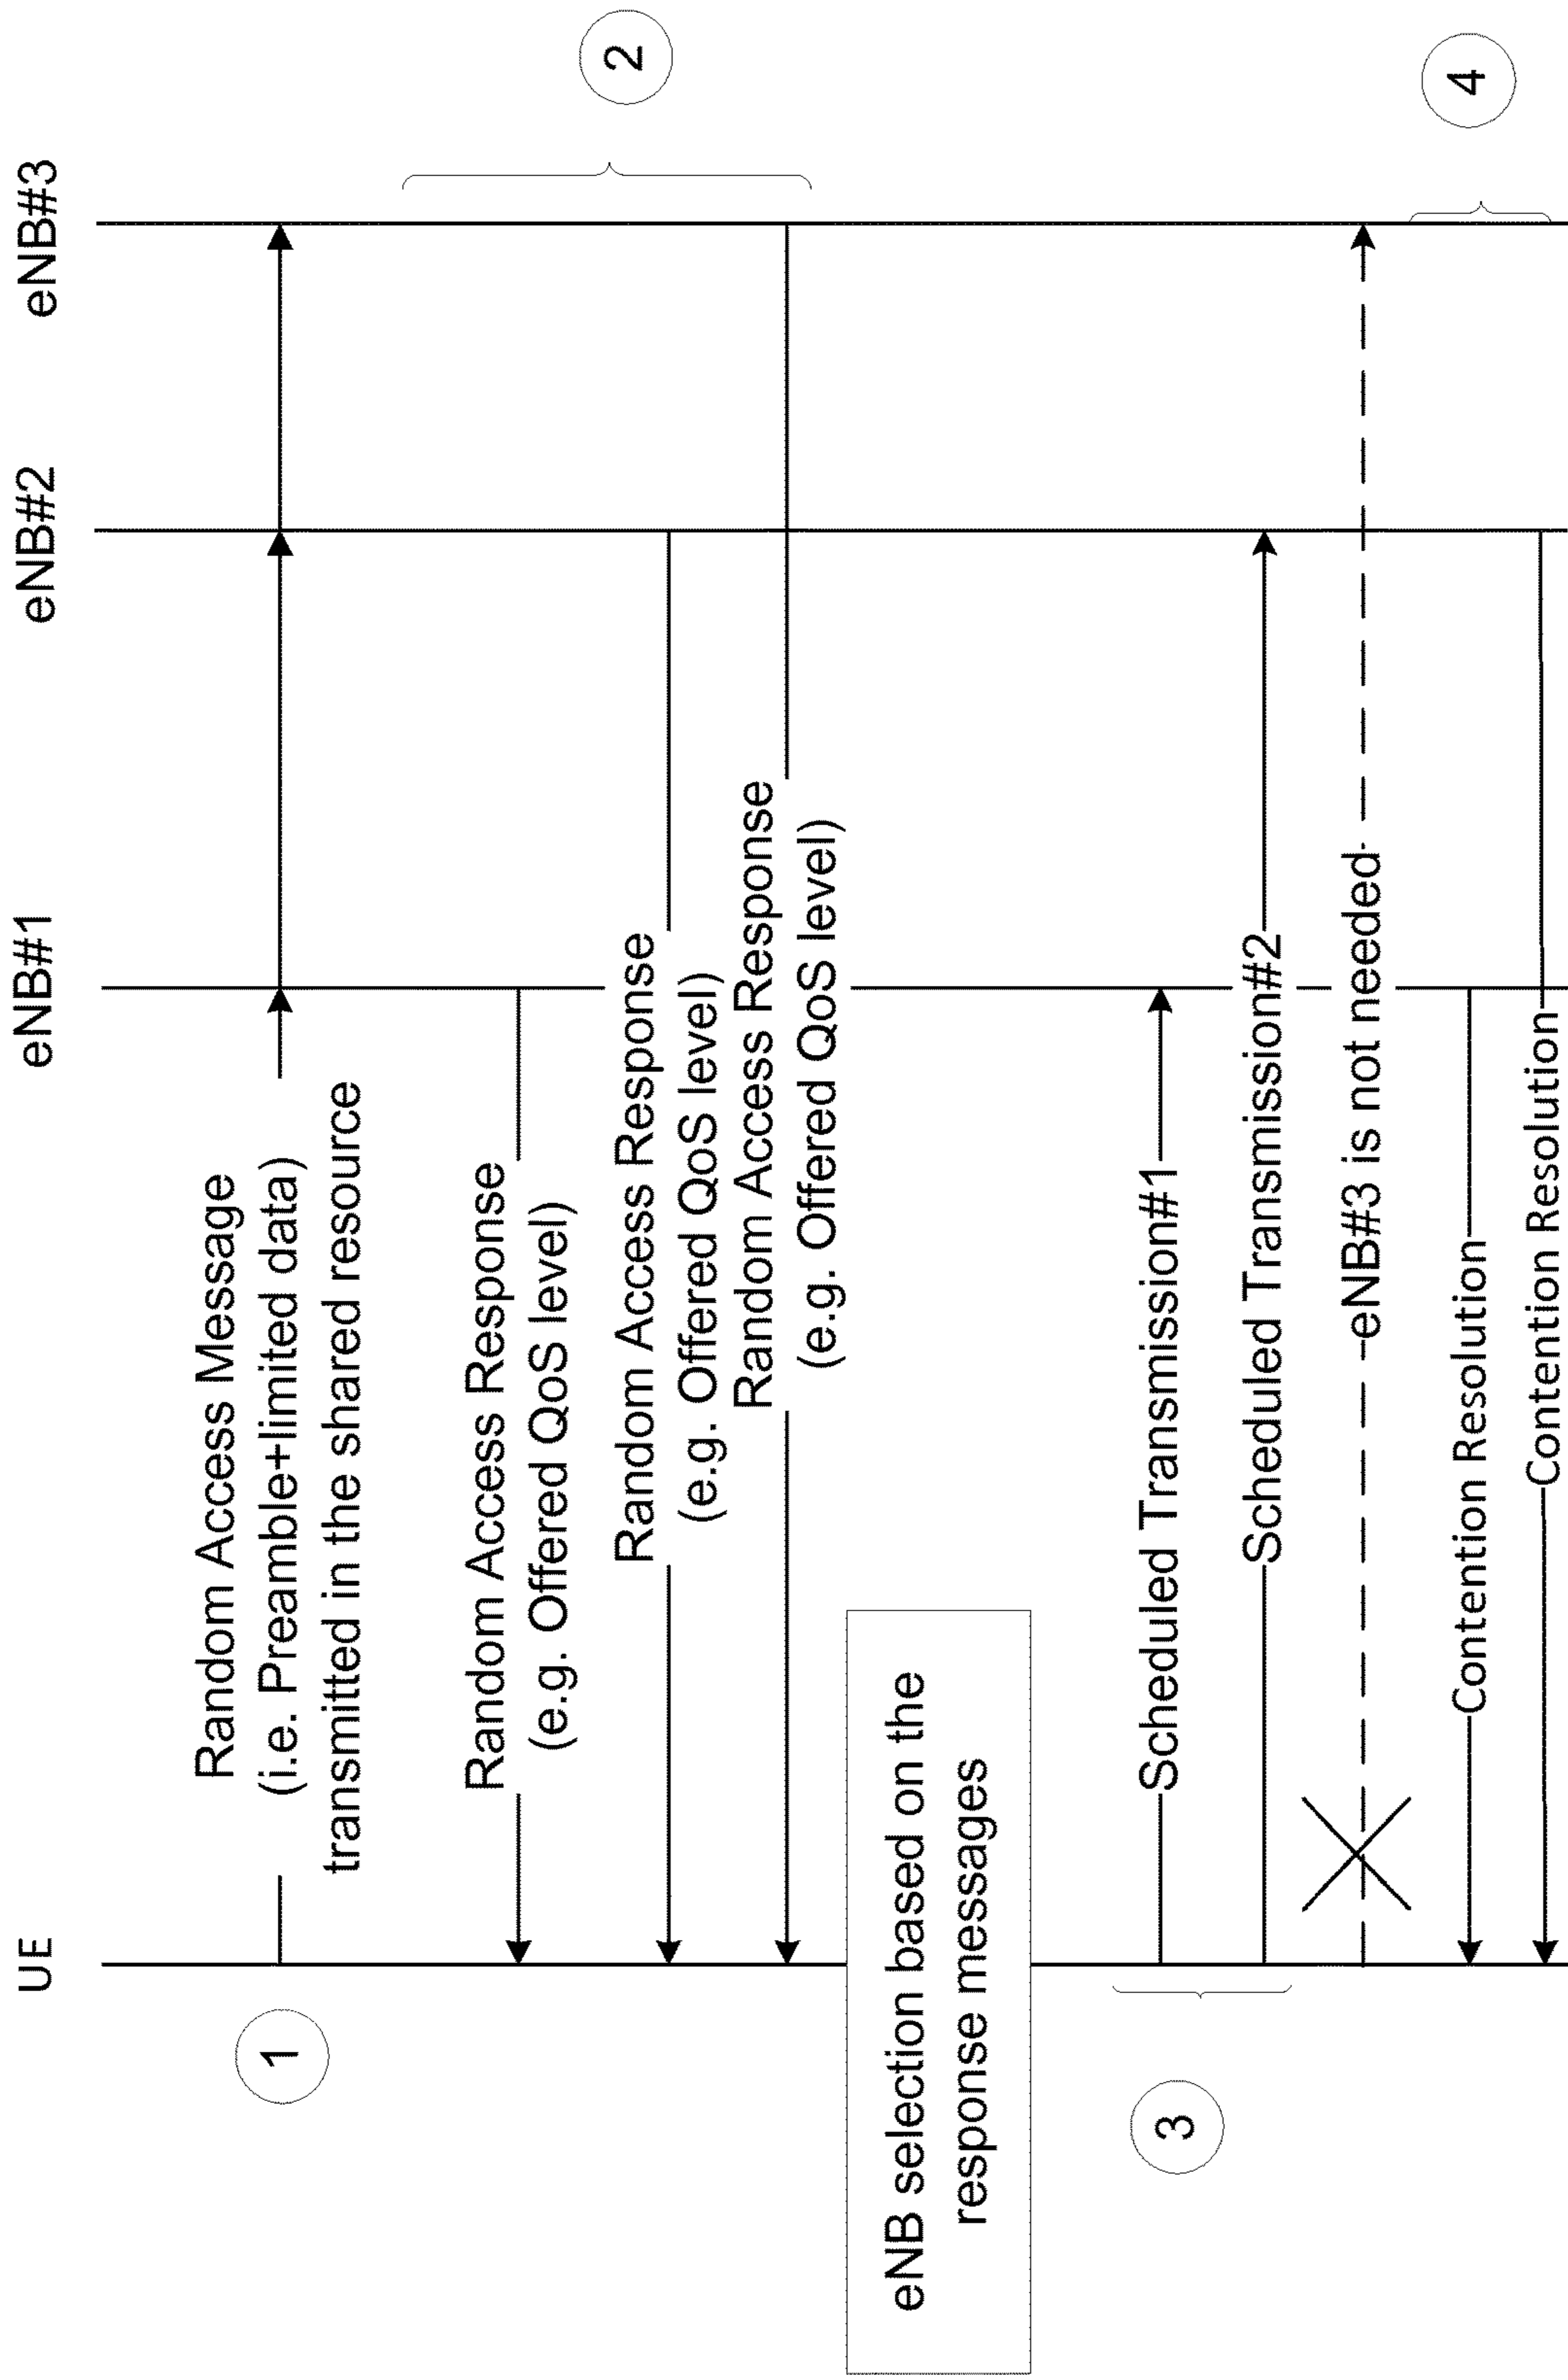 UE
eNB#1
eNB#2
eNB#3
1
Random Access Message
(i.e. Preamble+limited data)
transmitted in the shared resource
2
Random Access Response
(e.g. Offered QoS level)
Random Access Response
(e.g. Offered QoS level)
Random Access Response
(e.g. Offered QoS level)
eNB selection based on the
response messages
3
Scheduled Transmission#1
Scheduled Transmission#2
eNB#3 is not needed
4
Contention Resolution
Contention Resolution